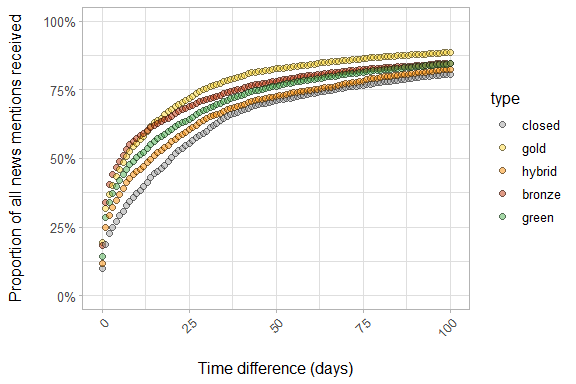 Proportion of all news mentions received
100%
75%
50%
25%
0%
0
25
50
75
100
Time difference (days)
type
closed
gold
hybrid
bronze
green